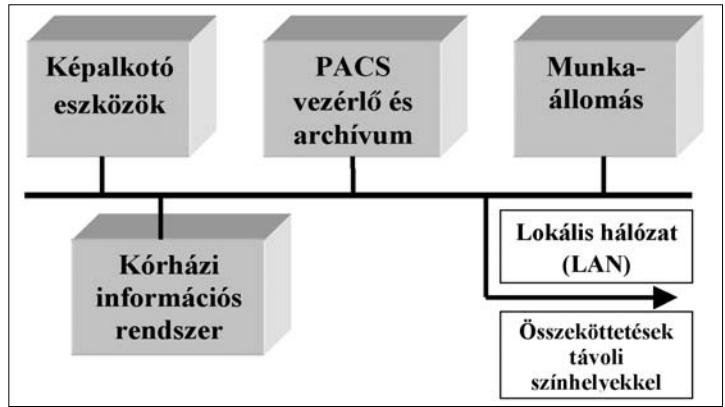 Képalkotó
eszközök
PACS
vezérlő és
archívum
Munka-
állomás
Kórházi
információs
rendszer
Lokális hálózat
(LAN)
Összeköttetések
távoli
színhelyekkel